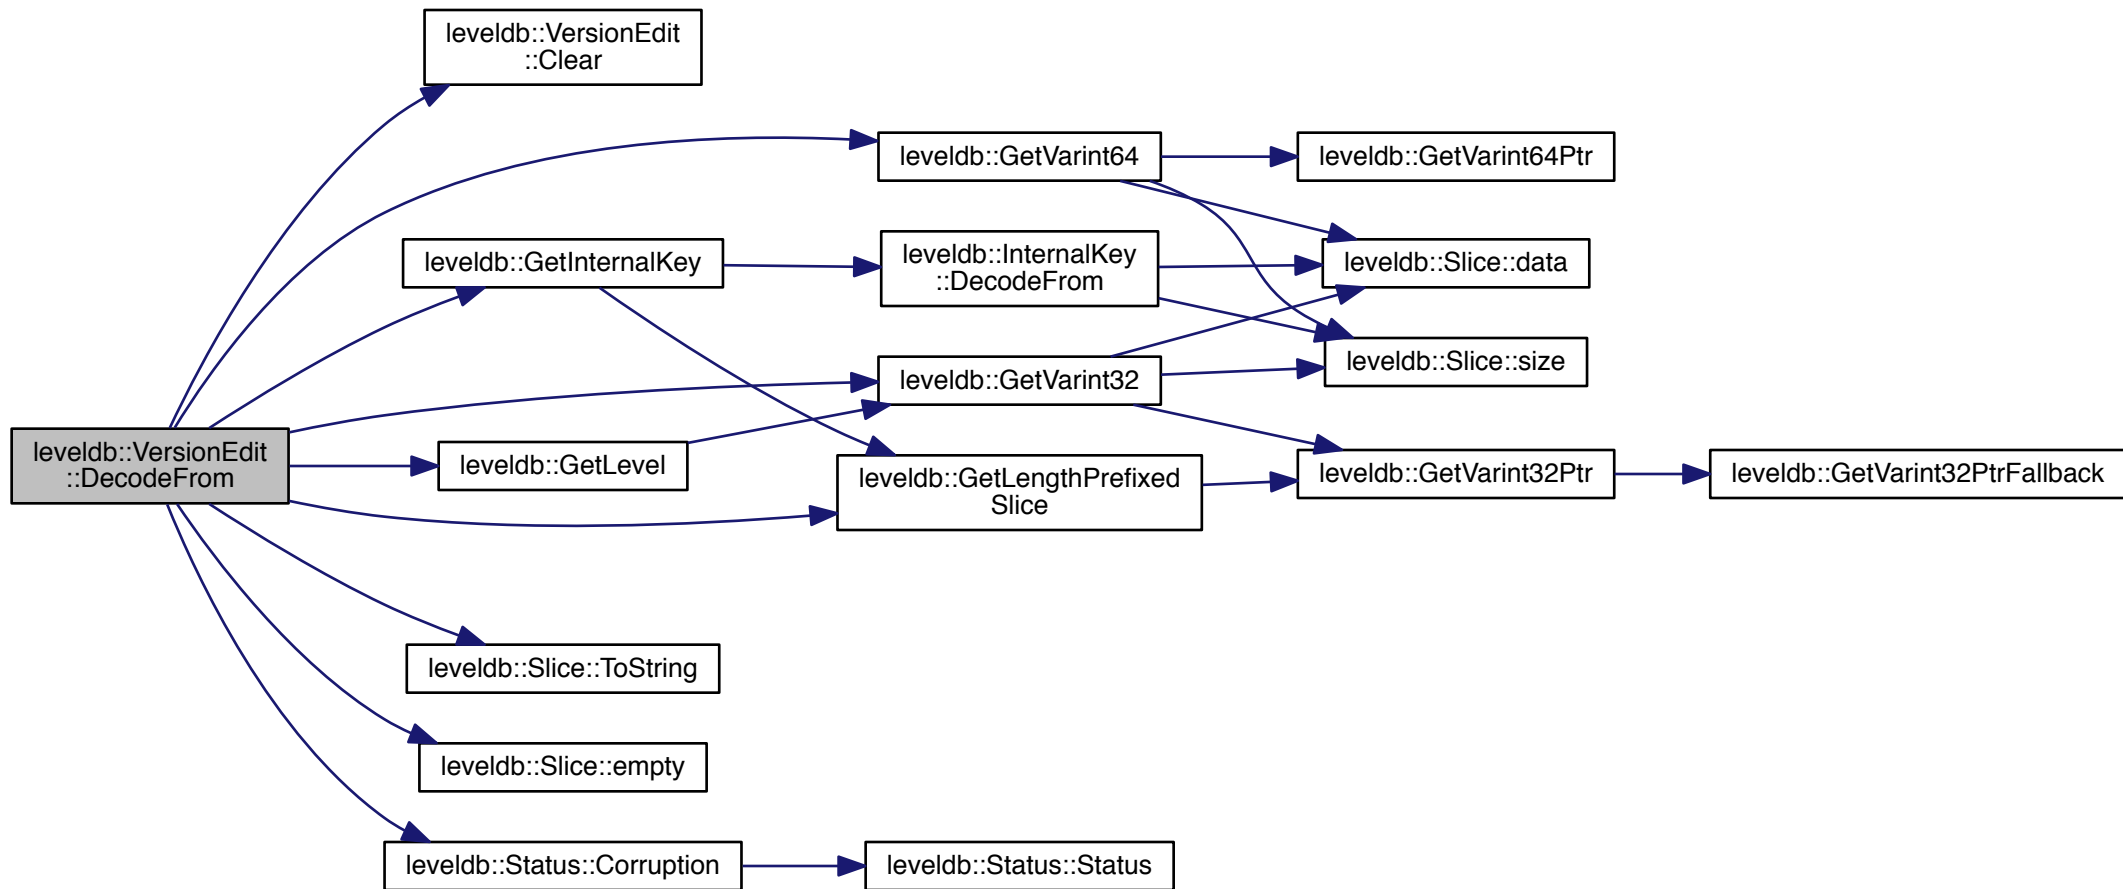 leveldb::VersionEdit
::Clear
leveldb::GetVarint64
leveldb::GetVarint64Ptr
leveldb::GetInternalKey
leveldb::InternalKey
::DecodeFrom
leveldb::Slice::data
leveldb::GetVarint32
leveldb::Slice::size
leveldb::VersionEdit
::DecodeFrom
leveldb::GetLevel
leveldb::GetLengthPrefixed
Slice
leveldb::GetVarint32Ptr
leveldb::GetVarint32PtrFallback
leveldb::Slice::ToString
leveldb::Slice::empty
leveldb::Status::Corruption
leveldb::Status::Status